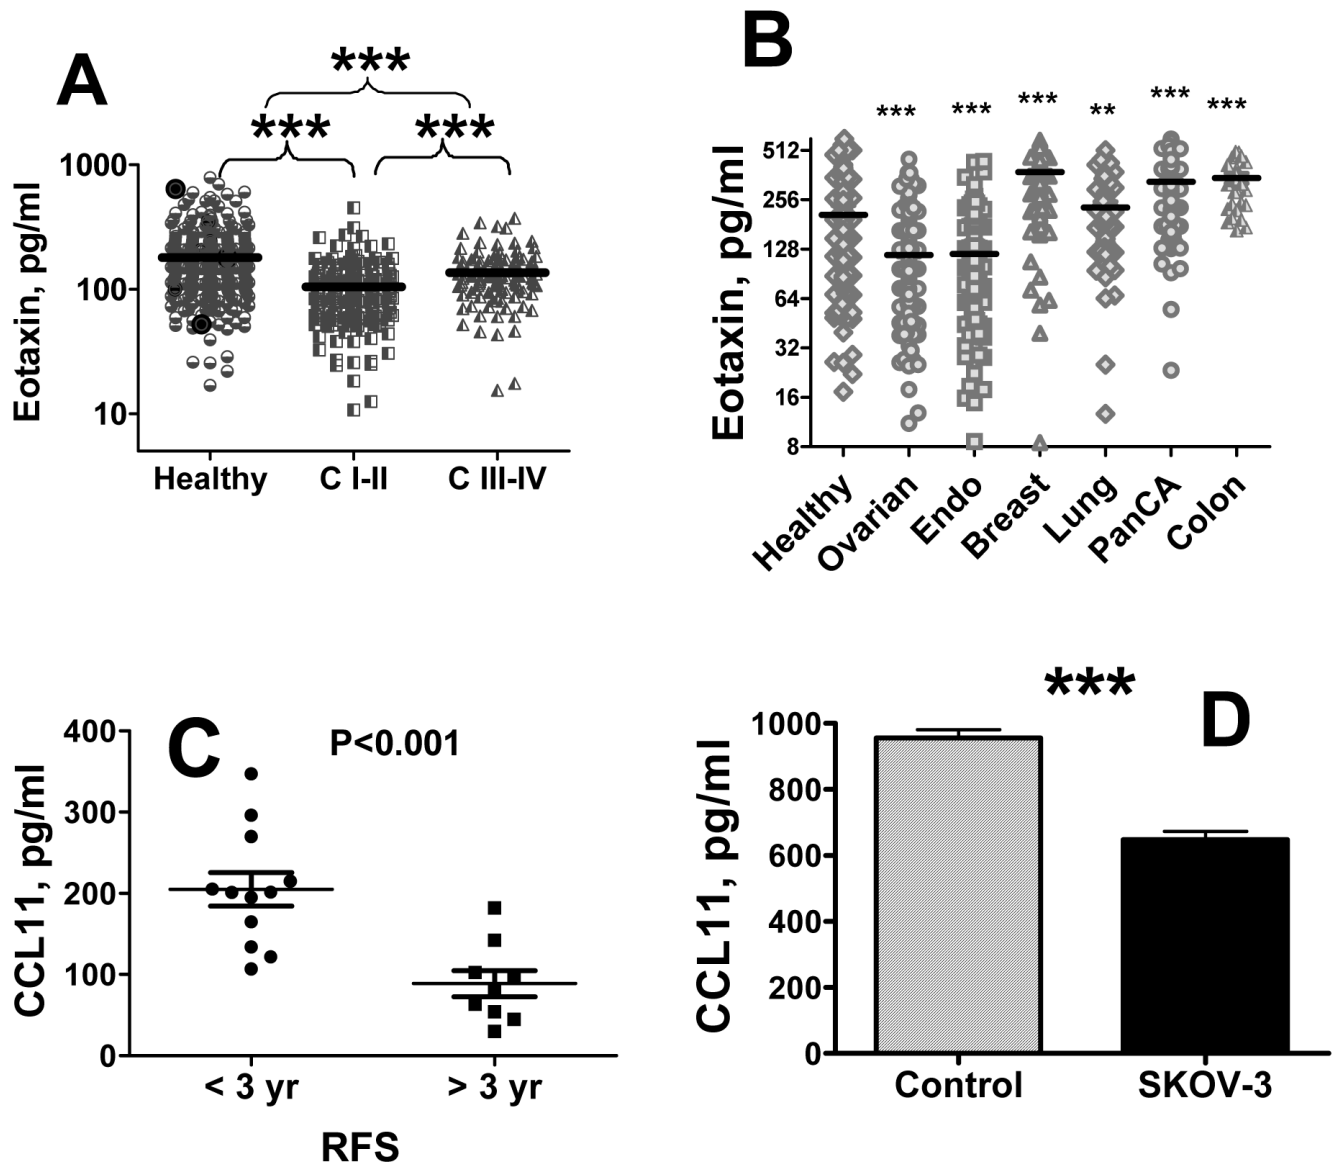 A
***
***
***
Eotaxin, pg/ml
1000
100
10
Healthy
C I-II
C III-IV
B
***
***
***
**
***
***
Eotaxin, pg/ml
512
256
128
64
32
16
8
Healthy
Ovarian
Endo
Breast
Lung
PanCA
Colon
C
P<0.001
CCL11, pg/ml
400
300
200
100
0
< 3 yr
> 3 yr
RFS
***
D
CCL11, pg/ml
1000
800
600
400
200
0
Control
SKOV-3